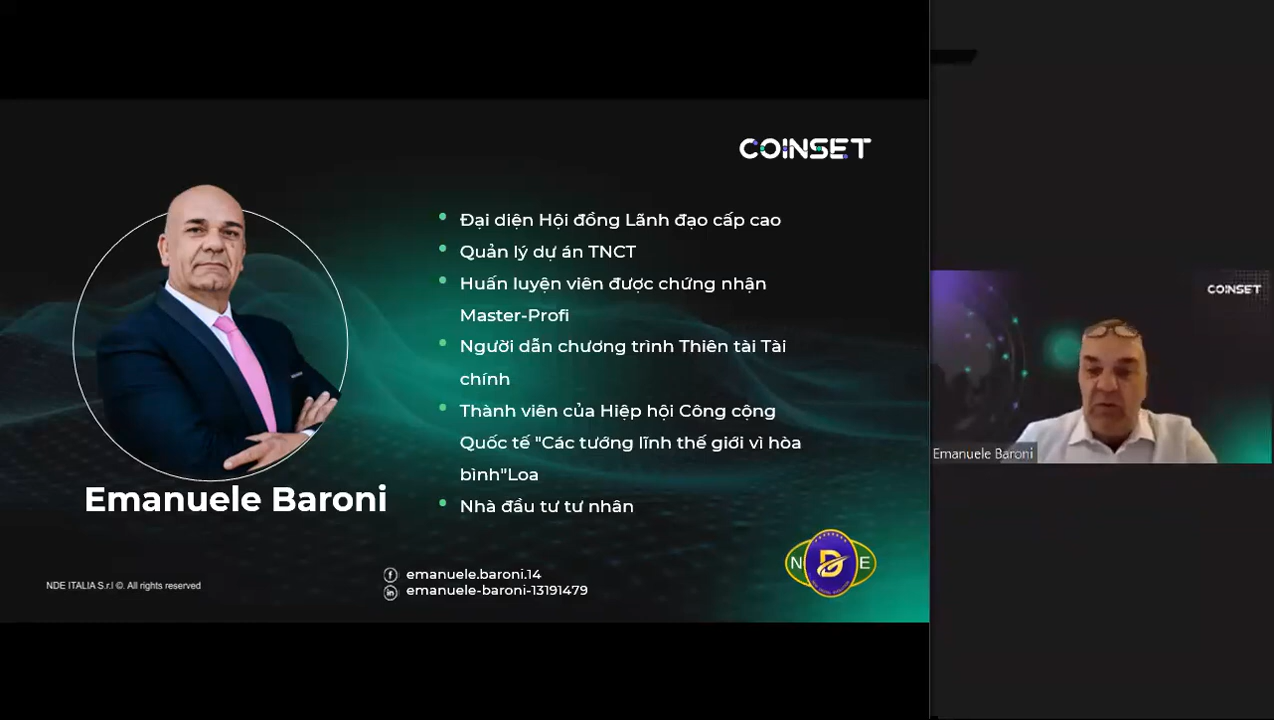 COINSET
Đại diện Hội đồng Lãnh đạo cấp cao
Quản lý dự án TNCT
Huấn luyện viên được chứng nhận
Master-Profi
Người dẫn chương trình Thiên tài Tài
chính
Thành viên của Hiệp hội Công cộng
Quốc tế "Các tướng lĩnh thế giới vì hòa
bình"Loa
Nhà đầu tư tư nhân
Emanuele Baroni
emanuele.baroni.14
emanuele-baroni-13191479
NDE ITALIA S.r.l ©. All rights reserved
N D E
COINSET
Emanuele Baroni